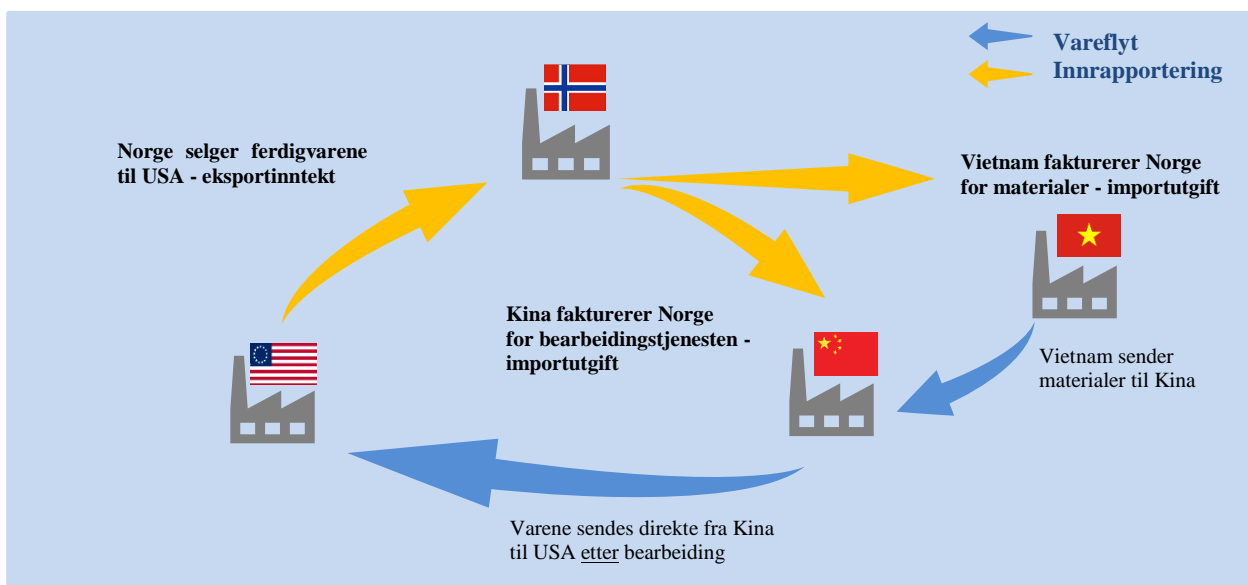 Vareflyt
Innrapportering
Norge selger ferdigvarene
til USA - eksportinntekt
Vietnam fakturerer Norge
for materialer - importutgift
Kina fakturerer Norge
for bearbeidingstjenesten -
importutgift
Vietnam sender
materialer til Kina
Varene sendes direkte fra Kina
til USA etter bearbeiding